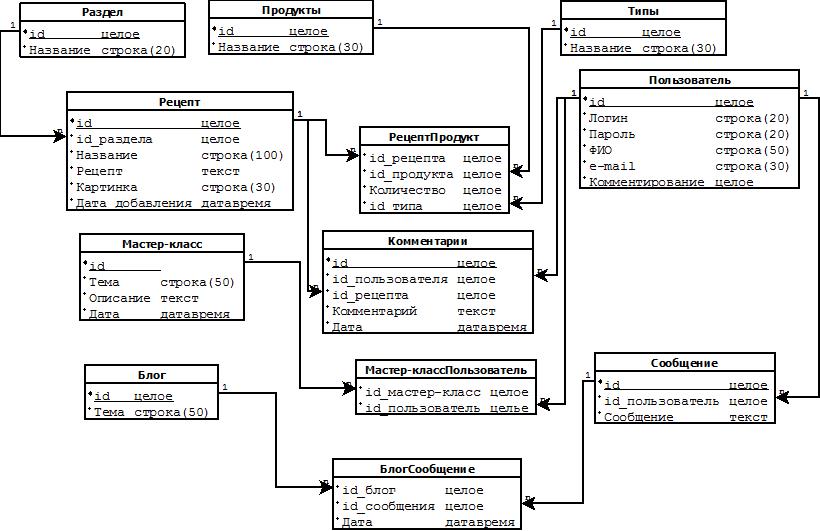 Раздел
id целое
Название строка(20)
Продукты
id целое
Название строка(30)
Типы
id целое
Название строка(30)
Пользователь
id целое
Логин строка(20)
Пароль строка(20)
ФИО строка(50)
e-mail строка(30)
Комментирование целое
Рецепт
id целое
id_раздела целое
Название строка(100)
Рецепт текст
Картинка строка(30)
Дата добавления датавремя
РецептПродукт
id_рецепта целое
id_продукта целое
Количество целое
id_типа целое
Мастер-класс
id
Тема строка(50)
Описание текст
Дата датавремя
Комментарии
id целое
id_пользователя целое
id_рецепта целое
Комментарий текст
Дата датавремя
Блог
id целое
Тема строка(50)
Мастер-классПользователь
id_мастер-класс целое
id_пользователь целье
Сообщение
id целое
id_пользователь целое
Сообщение текст
БлогСообщение
id_блог целое
id_сообщения целое
Дата датавремя
1
1
1
1
1
1
1
1
1